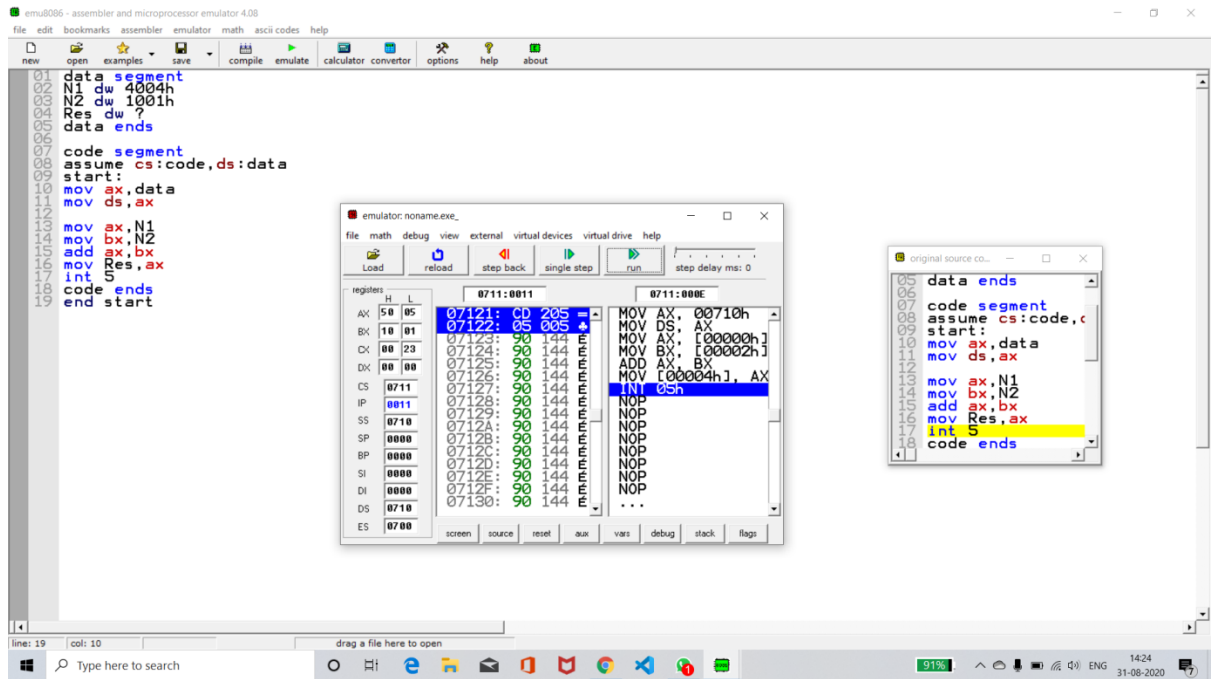 emu8086 - assembler and microprocessor emulator 4.08
file edit bookmarks assembler emulator math ascii codes help
new open examples save compile emulate calculator convertor options help about
01 data segment
02 N1 dw 4004h
03 N2 dw 1001h
04 Res dw ?
05 data ends
06
07 code segment
08 assume cs:code,ds:data
09 start:
10 mov ax,data
11 mov ds,ax
12
13 mov ax,N1
14 mov bx,N2
15 add ax,bx
16 mov Res,ax
17 int 5
18 code ends
19 end start
emulator: noname.exe_
file math debug view external virtual devices virtual drive help
Load reload step back single step run step delay ms: 0
registers 0711:0011 0711:000E
H L
AX 50 05
BX 10 01
CX 00 23
DX 00 00
CS 0711
IP 0011
SS 0710
SP 0000
BP 0000
SI 0000
DI 0000
DS 0710
ES 0700
07121: CD 205 =
07122: 05 005 ♣
07123: 90 144 É
07124: 90 144 É
07125: 90 144 É
07126: 90 144 É
07127: 90 144 É
07128: 90 144 É
07129: 90 144 É
0712A: 90 144 É
0712B: 90 144 É
0712C: 90 144 É
0712D: 90 144 É
0712E: 90 144 É
0712F: 90 144 É
07130: 90 144 É
MOV AX, 00710h
MOV DS, AX
MOV AX, [00000h]
MOV BX, [00002h]
ADD AX, BX
MOV [00004h], AX
INT 05h
NOP
NOP
NOP
NOP
NOP
NOP
NOP
NOP
...
screen source reset aux vars debug stack flags
original source co...
05 data ends
06
07 code segment
08 assume cs:code,
09 start:
10 mov ax,data
11 mov ds,ax
12
13 mov ax,N1
14 mov bx,N2
15 add ax,bx
16 mov Res,ax
17 int 5
18 code ends
line: 19 col: 10 drag a file here to open
Type here to search
91% ENG 14:24
31-08-2020